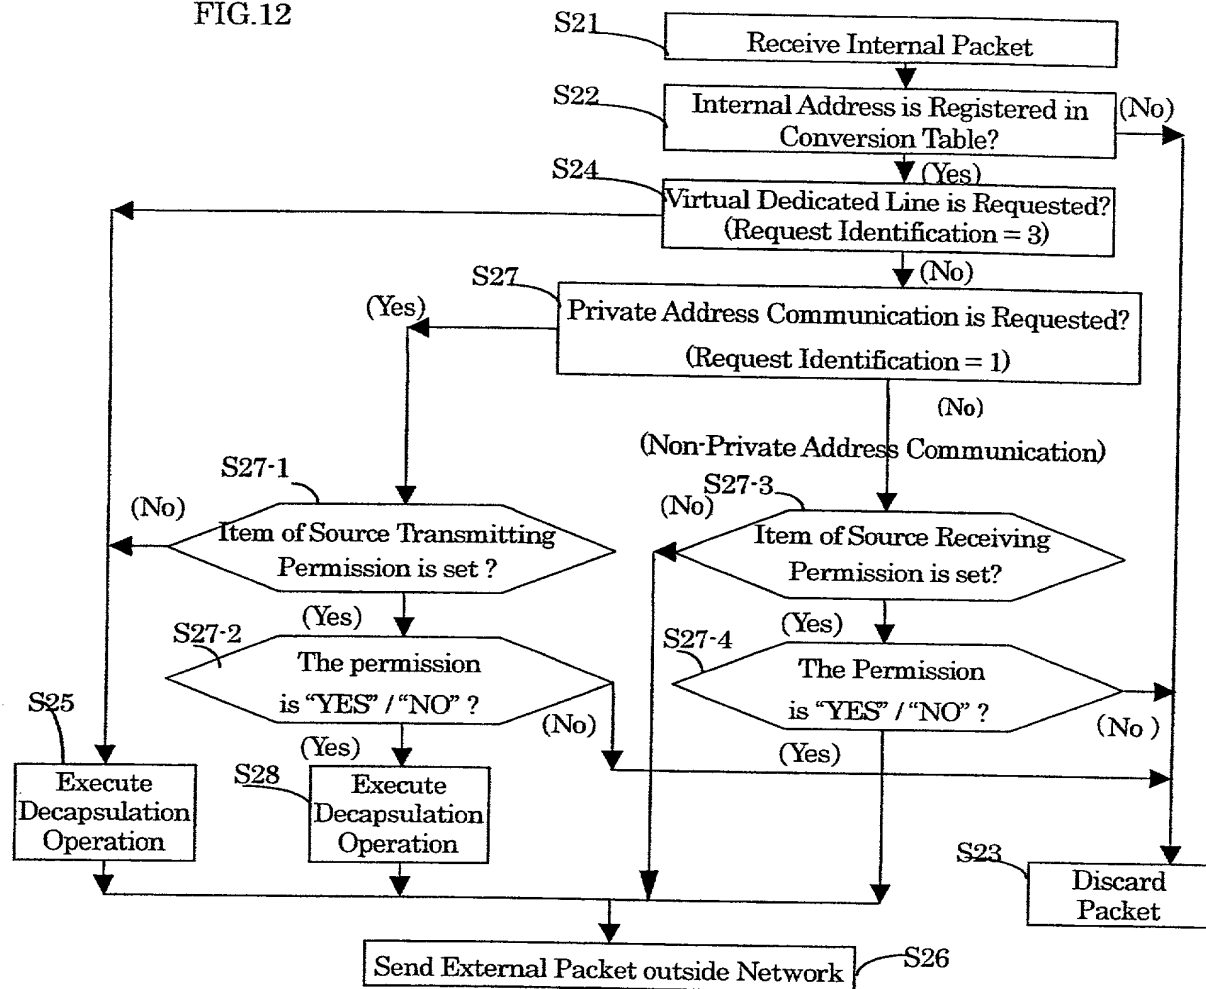 FIG.12
S21
Receive Internal Packet
S22
Internal Address is Registered in
Conversion Table?
(No)
(Yes)
S24
Virtual Dedicated Line is Requested?
(Request Identification = 3)
(No)
S27
(Yes)
Private Address Communication is Requested?
(Request Identification = 1)
(No)
(Non-Private Address Communication)
S27-1
(No)
Item of Source Transmitting
Permission is set ?
(Yes)
S27-3
(No)
Item of Source Receiving
Permission is set?
(Yes)
S27-2
The permission
is "YES" / "NO" ?
(No)
(Yes)
S27-4
The Permission
is "YES" / "NO" ?
(No)
(Yes)
S25
Execute
Decapsulation
Operation
S28
Execute
Decapsulation
Operation
S23
Discard
Packet
Send External Packet outside Network
S26